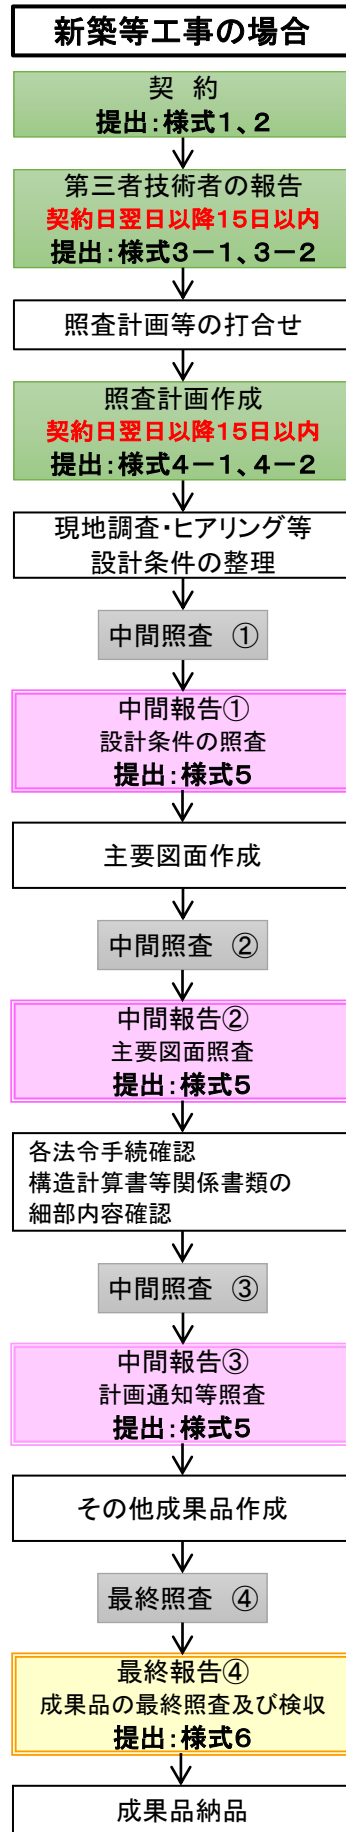 新築等工事の場合
契 約
提出：様式１、２
第三者技術者の報告
契約日翌日以降15日以内
提出：様式３－１、３－２
照査計画等の打合せ
照査計画作成
契約日翌日以降15日以内
提出：様式４－１、４－２
現地調査・ヒアリング等
設計条件の整理
中間照査 ①
中間報告①
設計条件の照査
提出：様式５
主要図面作成
中間照査 ②
中間報告②
主要図面照査
提出：様式５
各法令手続確認
構造計算書等関係書類の
細部内容確認
中間照査 ③
中間報告③
計画通知等照査
提出：様式５
その他成果品作成
最終照査 ④
最終報告④
成果品の最終照査及び検収
提出：様式６
成果品納品